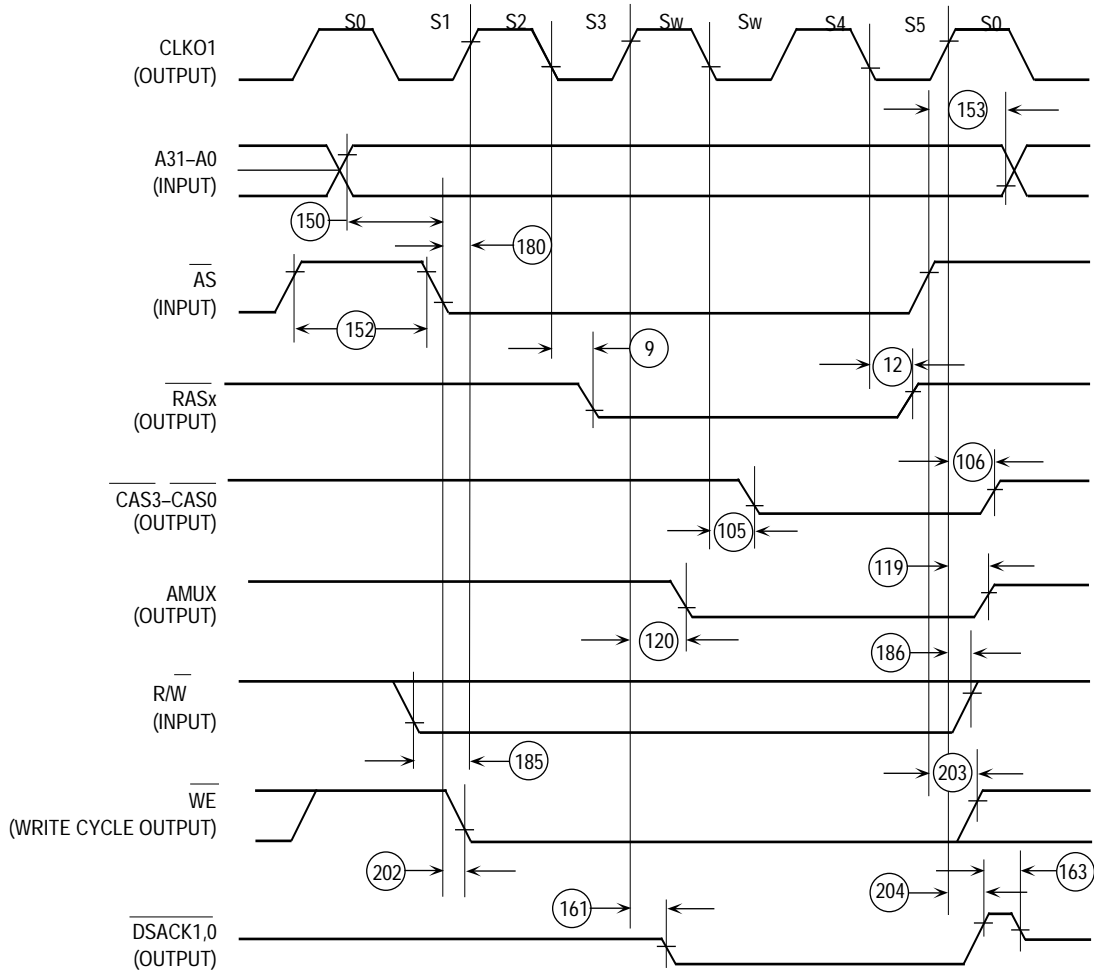 S0 S1 S2 S3 Sw Sw S4 S5 S0
CLKO1
(OUTPUT)
153
A31–A0
(INPUT)
150
180
AS
(INPUT)
152
9
12
RASx
(OUTPUT)
106
CAS3–CAS0
(OUTPUT)
105
119
AMUX
(OUTPUT)
120
186
R/W
(INPUT)
185
203
WE
(WRITE CYCLE OUTPUT)
202
204
163
161
DSACK1,0
(OUTPUT)